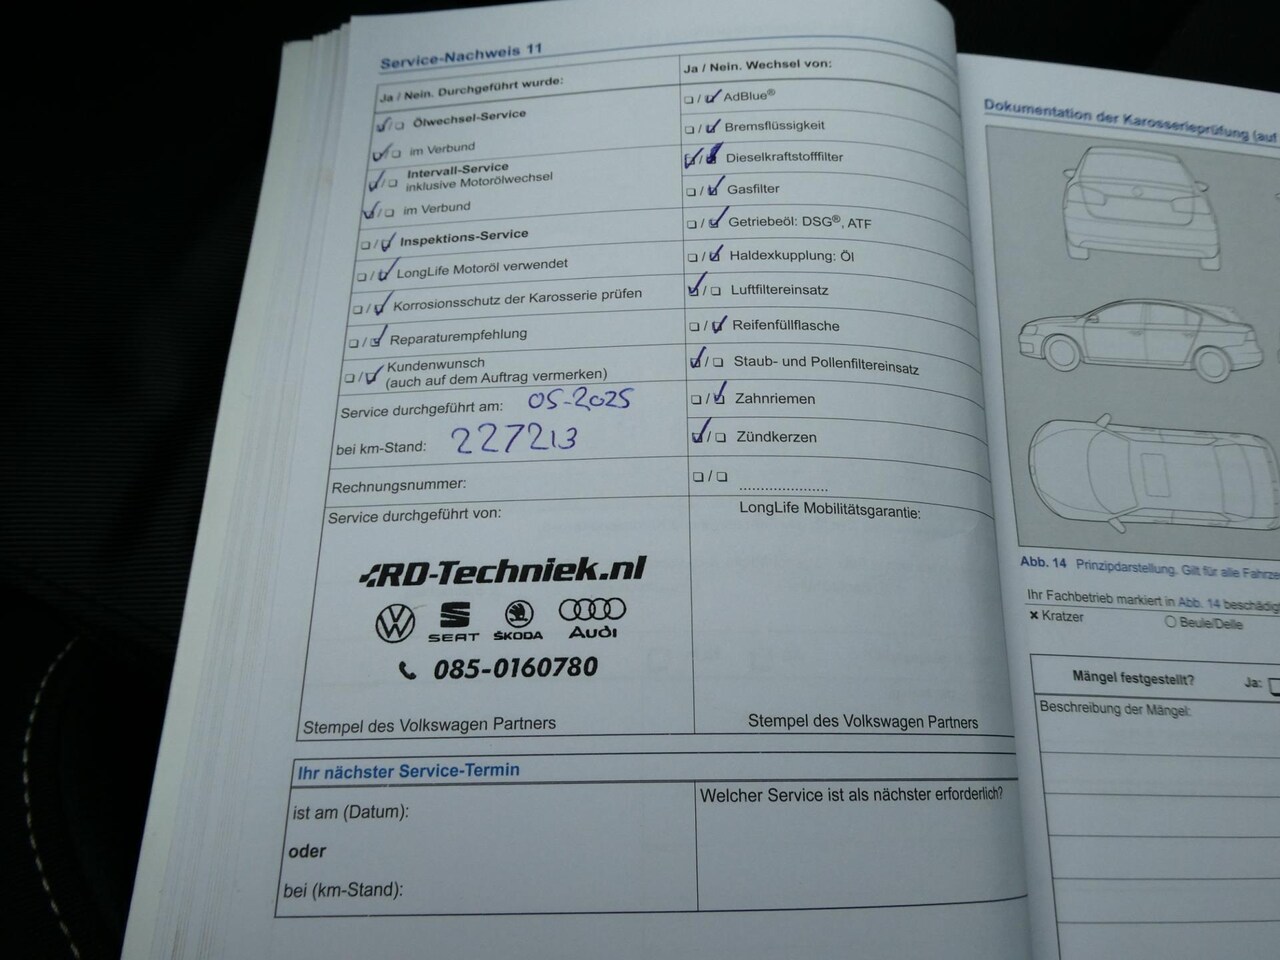 Service-Nachweis 11
Ja / Nein. Durchgeführt wurde:
Ölwechsel-Service
im Verbund
Intervall-Service
inklusive Motorölwechsel
im Verbund
Inspektions-Service
LongLife Motoröl verwendet
Korrosionsschutz der Karosserie prüfen
Reparaturempfehlung
Kundenwunsch
(auch auf dem Auftrag vermerken)
Service durchgeführt am: 05-2025
bei km-Stand: 227213
Rechnungsnummer:
Service durchgeführt von:
RD-Techniek.nl
SEAT ŠKODA Audi
085-0160780
Stempel des Volkswagen Partners
Ja / Nein. Wechsel von:
AdBlue®
Bremsflüssigkeit
Dieselkraftstofffilter
Gasfilter
Getriebeöl: DSG®, ATF
Haldexkupplung: Öl
Luftfiltereinsatz
Reifenfüllflasche
Staub- und Pollenfiltereinsatz
Zahnriemen
Zündkerzen
LongLife Mobilitätsgarantie:
Stempel des Volkswagen Partners
Ihr nächster Service-Termin
ist am (Datum):
oder
bei (km-Stand):
Welcher Service ist als nächster erforderlich?
Dokumentation der Karosserieprüfung (auf
Abb. 14 Prinzipdarstellung. Gilt für alle
Ihr Fachbetrieb markiert in Abb. 14
Kratzer
Beule/Delle
Mängel festgestellt? Ja:
Beschreibung der Mängel: